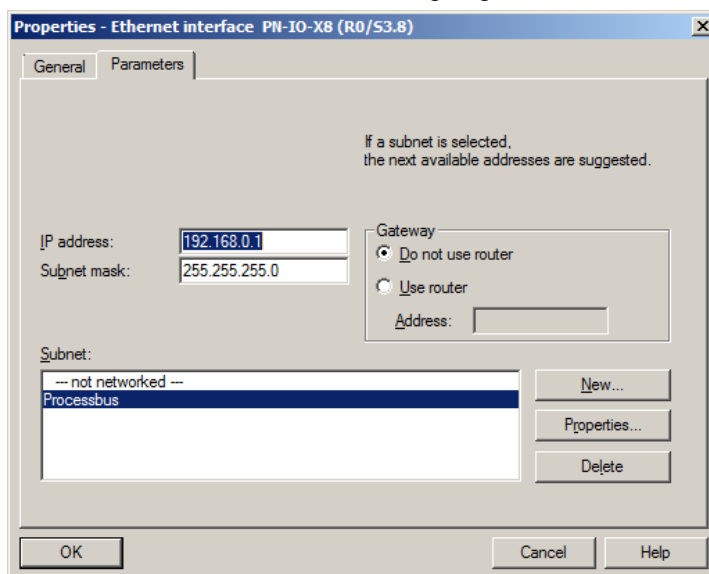 Properties - Ethernet interface PN-IO-X8 (R0/S3.8)
General
Parameters
If a subnet is selected,
the next available addresses are suggested.
IP address:
192.168.0.1
Subnet mask:
255.255.255.0
Gateway
Do not use router
Use router
Address:
Subnet:
--- not networked ---
Processbus
New...
Properties...
Delete
OK
Cancel
Help